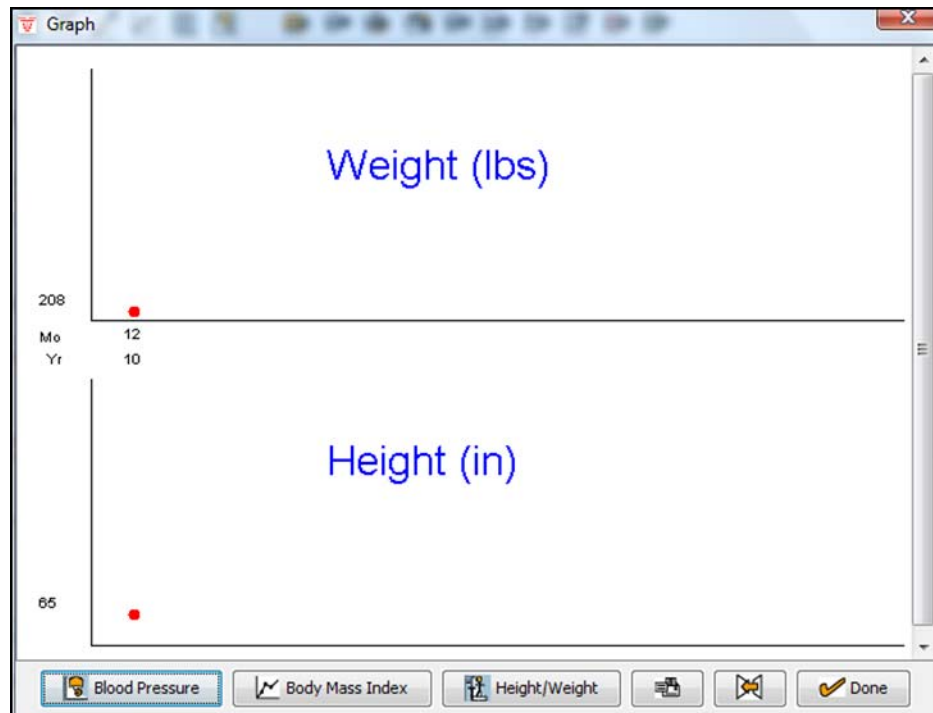 Graph
Weight (lbs)
208
Mo 12
Yr 10
Height (in)
65
Blood Pressure Body Mass Index Height/Weight Done